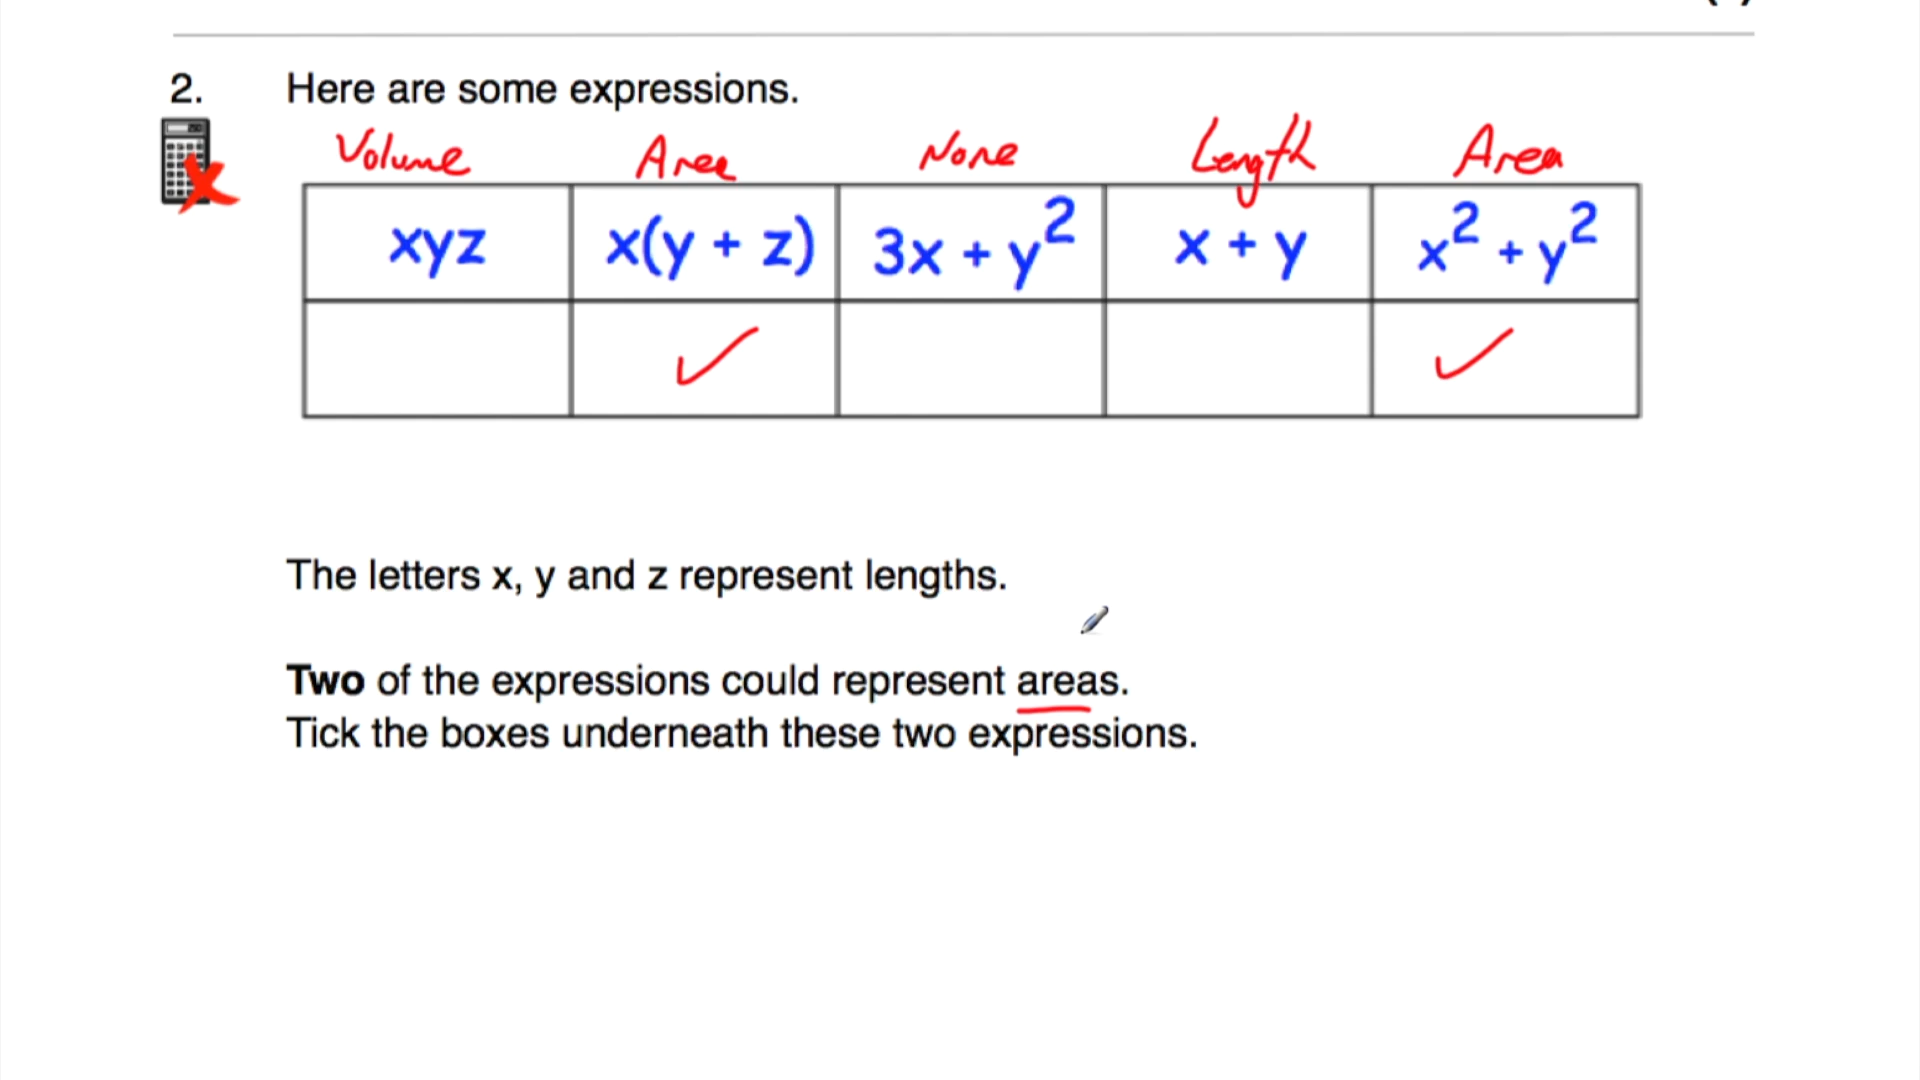 2. Here are some expressions.
Volume Area None Length Area
xyz x(y + z) 3x + y² x + y x² + y²
✓ ✓
The letters x, y and z represent lengths.
Two of the expressions could represent areas.
Tick the boxes underneath these two expressions.